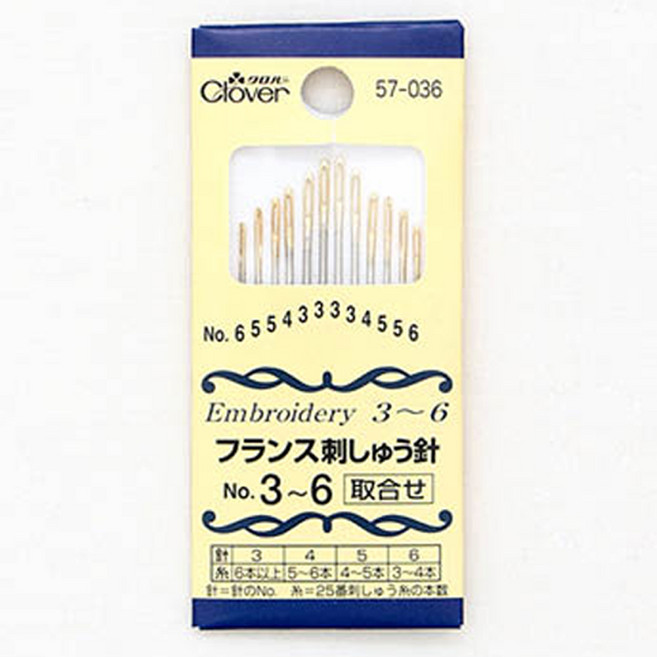 クロバー
Clover
57-036
No. 6 5 5 4 3 3 3 3 4 5 5 6
Embroidery 3～6
フランス刺しゅう針
No. 3～6 取合せ
針 3 4 5 6
糸 6本以上 5～6本 4～5本 3～4本
針=針のNo. 糸=25番刺しゅう糸の本数